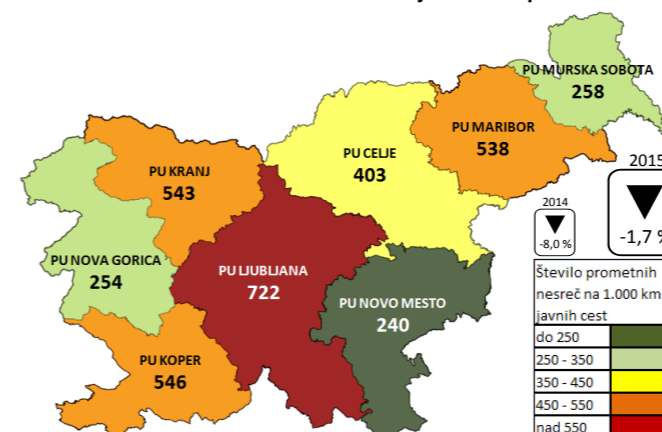 PU MURSKA SOBOTA
258
PU MARIBOR
538
PU CELJE
403
PU KRANJ
543
PU NOVA GORICA
254
PU LJUBLJANA
722
PU NOVO MESTO
240
PU KOPER
546
2014
-8,0 %
2015
-1,7 %
Število prometnih
nesreč na 1.000 km
javnih cest
do 250
250 - 350
350 - 450
450 - 550
nad 550